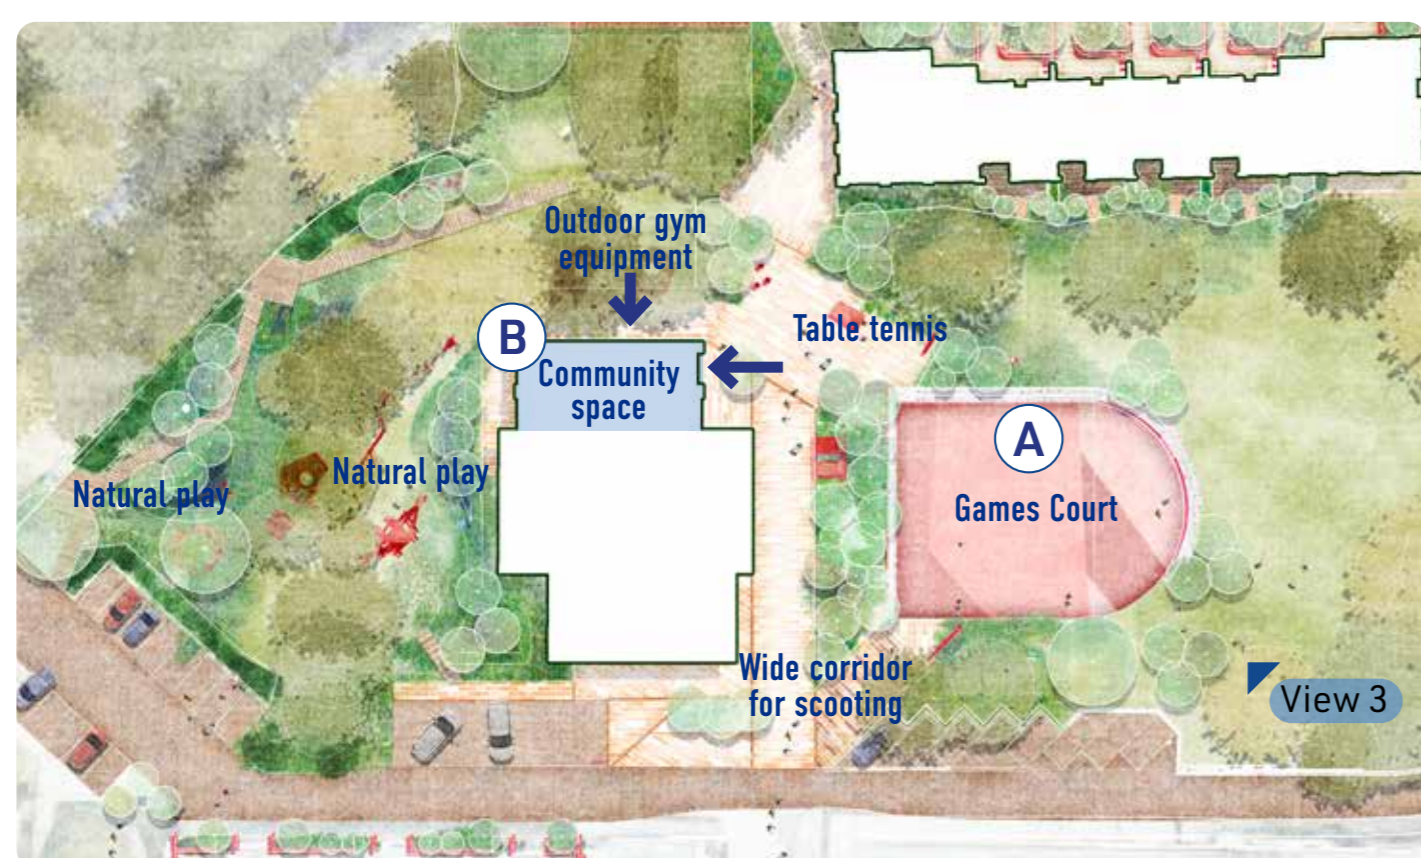 Outdoor gym
equipment
B
Community
space
Table tennis
A
Games Court
Natural play
Natural play
Wide corridor
for scooting
View 3